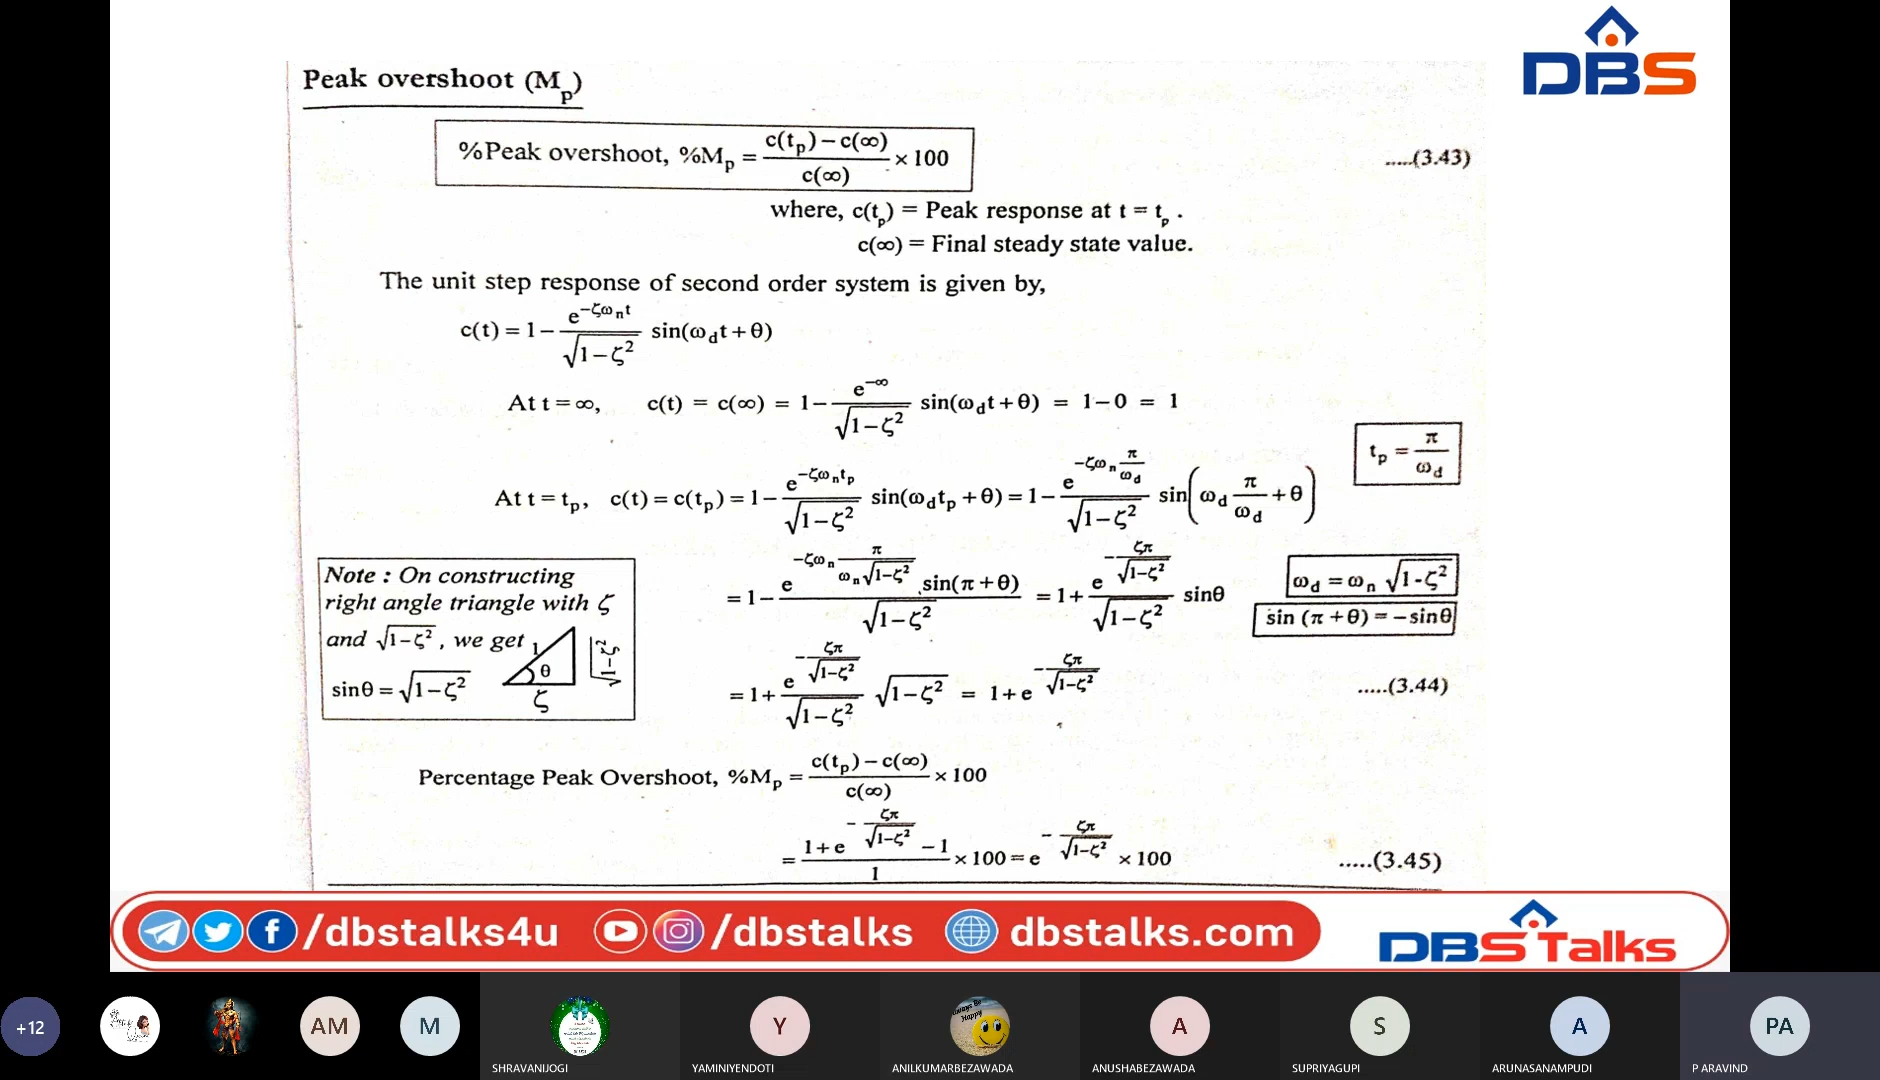 DBS
Peak overshoot (M_p)
%Peak overshoot, %M_p = (c(t_p) − c(∞)) / c(∞) × 100 .....(3.43)
where, c(t_p) = Peak response at t = t_p .
c(∞) = Final steady state value.
The unit step response of second order system is given by,
c(t) = 1 − e^(−ζω_n t) / √(1−ζ²) sin(ω_d t + θ)
At t = ∞, c(t) = c(∞) = 1 − e^(−∞) / √(1−ζ²) sin(ω_d t + θ) = 1−0 = 1
t_p = π / ω_d
At t = t_p, c(t) = c(t_p) = 1 − e^(−ζω_n t_p) / √(1−ζ²) sin(ω_d t_p + θ) = 1 − e^(−ζω_n π/ω_d) / √(1−ζ²) sin(ω_d π/ω_d + θ)
= 1 − e^(−ζω_n π/(ω_n√(1−ζ²))) sin(π + θ) / √(1−ζ²) = 1 + e^(−ζπ/√(1−ζ²)) / √(1−ζ²) sinθ
ω_d = ω_n √(1-ζ²)
sin (π + θ) = − sinθ
Note : On constructing
right angle triangle with ζ
and √(1−ζ²) , we get
sinθ = √(1−ζ²)
1 θ ζ √(1−ζ²)
= 1 + e^(−ζπ/√(1−ζ²)) / √(1−ζ²) √(1−ζ²) = 1 + e^(−ζπ/√(1−ζ²)) .....(3.44)
Percentage Peak Overshoot, %M_p = (c(t_p) − c(∞)) / c(∞) × 100
= (1 + e^(−ζπ/√(1−ζ²)) − 1) / 1 × 100 = e^(−ζπ/√(1−ζ²)) × 100 .....(3.45)
/dbstalks4u /dbstalks dbstalks.com DBS Talks
+12 AM M Y A S A PA
SHRAVANIJOGI YAMINIYENDOTI ANILKUMARBEZAWADA ANUSHABEZAWADA SUPRIYAGUPI ARUNASANAMPUDI P ARAVIND